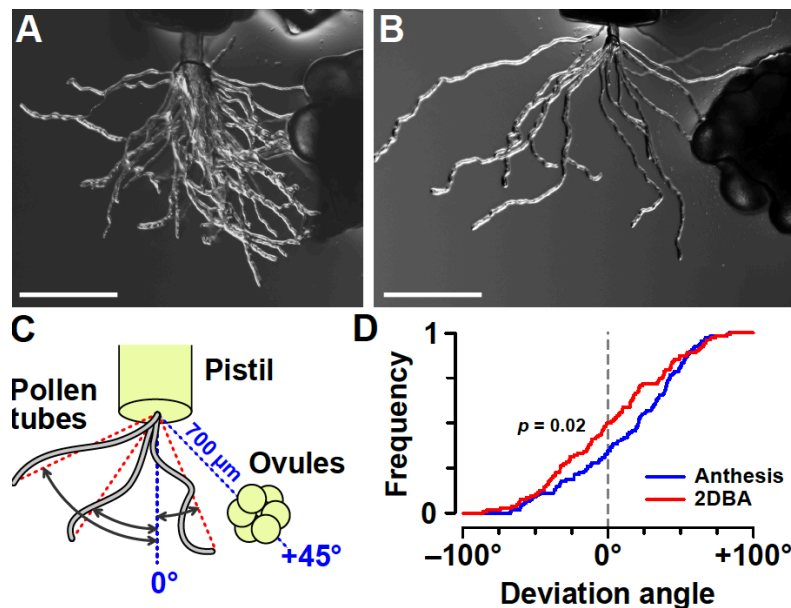 A
B
C
Pistil
Pollen
tubes
700 µm
Ovules
0°
+45°
D
1
Frequency
p = 0.02
Anthesis
2DBA
0
−100°
0°
+100°
Deviation angle